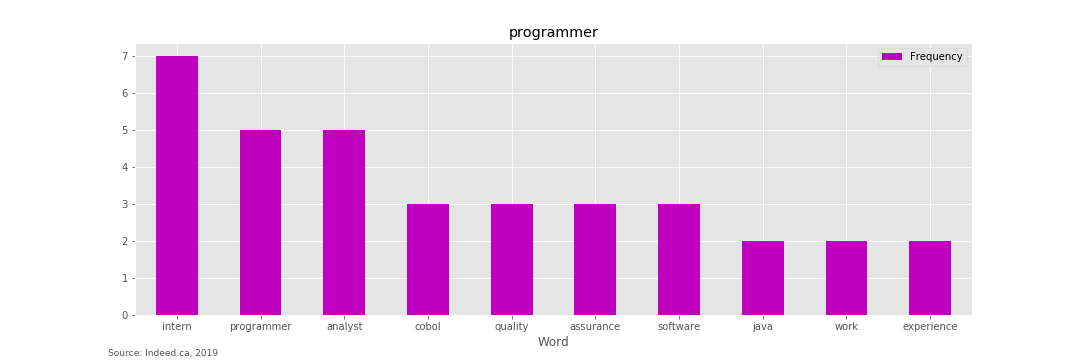 programmer
Frequency
7
6
5
4
3
2
1
0
intern programmer analyst cobol quality assurance software java work experience
Word
Source: Indeed.ca, 2019